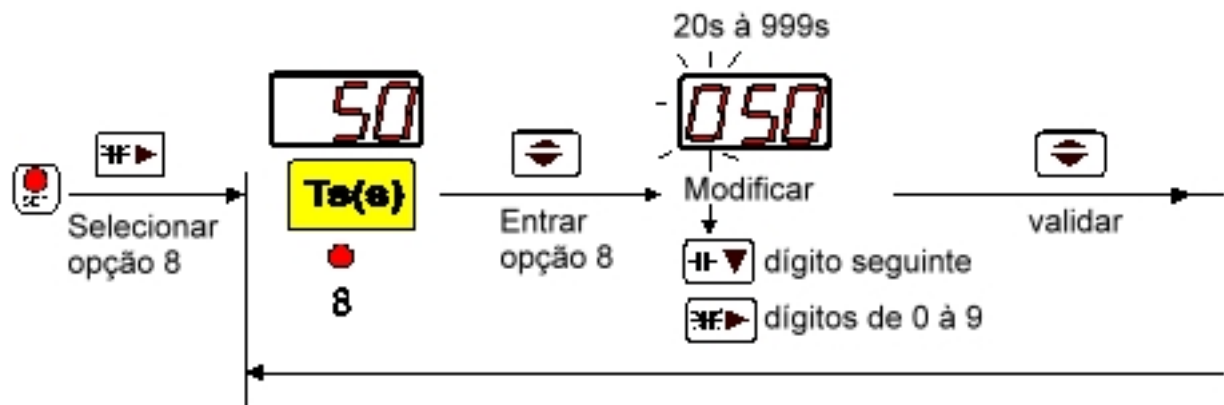 20s à 999s
50
050
SET
Ts(s)
Selecionar
opção 8
8
Entrar
opção 8
Modificar
dígito seguinte
dígitos de 0 à 9
validar